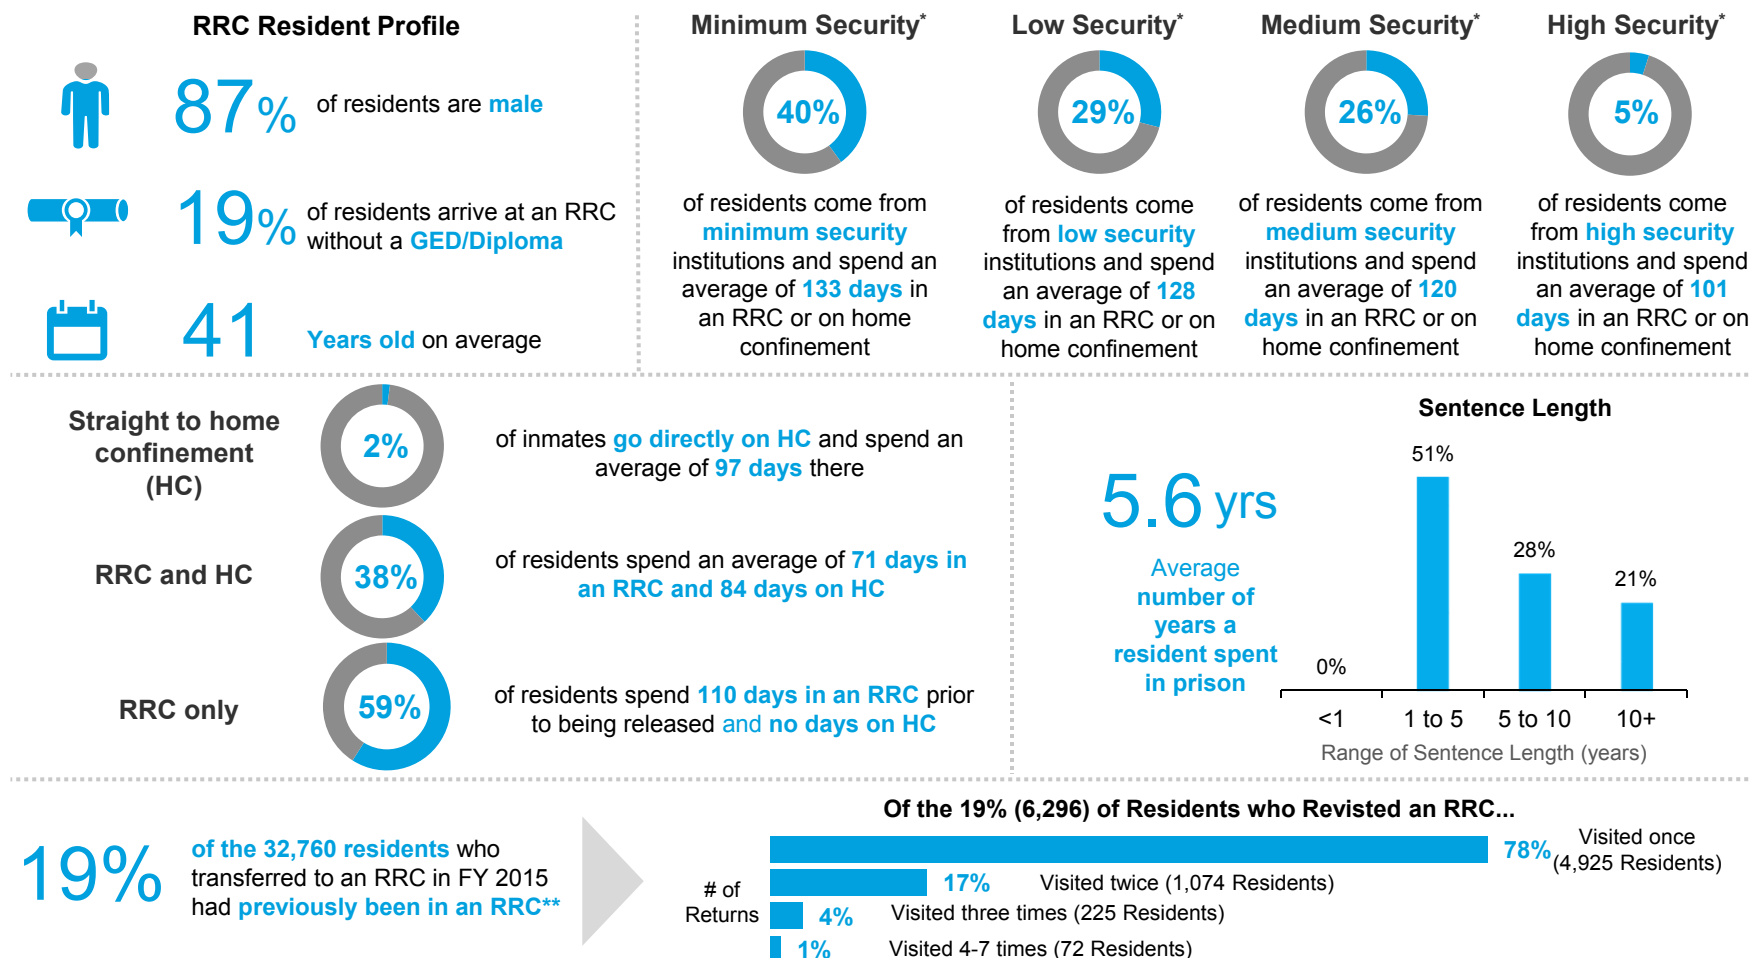 RRC Resident Profile
87%
of residents are male
19%
of residents arrive at an RRC
without a GED/Diploma
41
Years old on average
Minimum Security*
40%
of residents come from
minimum security
institutions and spend an
average of 133 days in
an RRC or on home
confinement
Low Security*
29%
of residents come
from low security
institutions and spend
an average of 128
days in an RRC or on
home confinement
Medium Security*
26%
of residents come from
medium security
institutions and spend
an average of 120
days in an RRC or on
home confinement
High Security*
5%
of residents come
from high security
institutions and spend
an average of 101
days in an RRC or on
home confinement
Straight to home
confinement
(HC)
2%
of inmates go directly on HC and spend an
average of 97 days there
RRC and HC
38%
of residents spend an average of 71 days in
an RRC and 84 days on HC
RRC only
59%
of residents spend 110 days in an RRC prior
to being released and no days on HC
5.6 yrs
Average
number of
years a
resident spent
in prison
Sentence Length
51%
28%
21%
0%
<1
1 to 5
5 to 10
10+
Range of Sentence Length (years)
19%
of the 32,760 residents who
transferred to an RRC in FY 2015
had previously been in an RRC**
Of the 19% (6,296) of Residents who Revisted an RRC...
# of
Returns
78%
Visited once
(4,925 Residents)
17%
Visited twice (1,074 Residents)
4%
Visited three times (225 Residents)
1%
Visited 4-7 times (72 Residents)